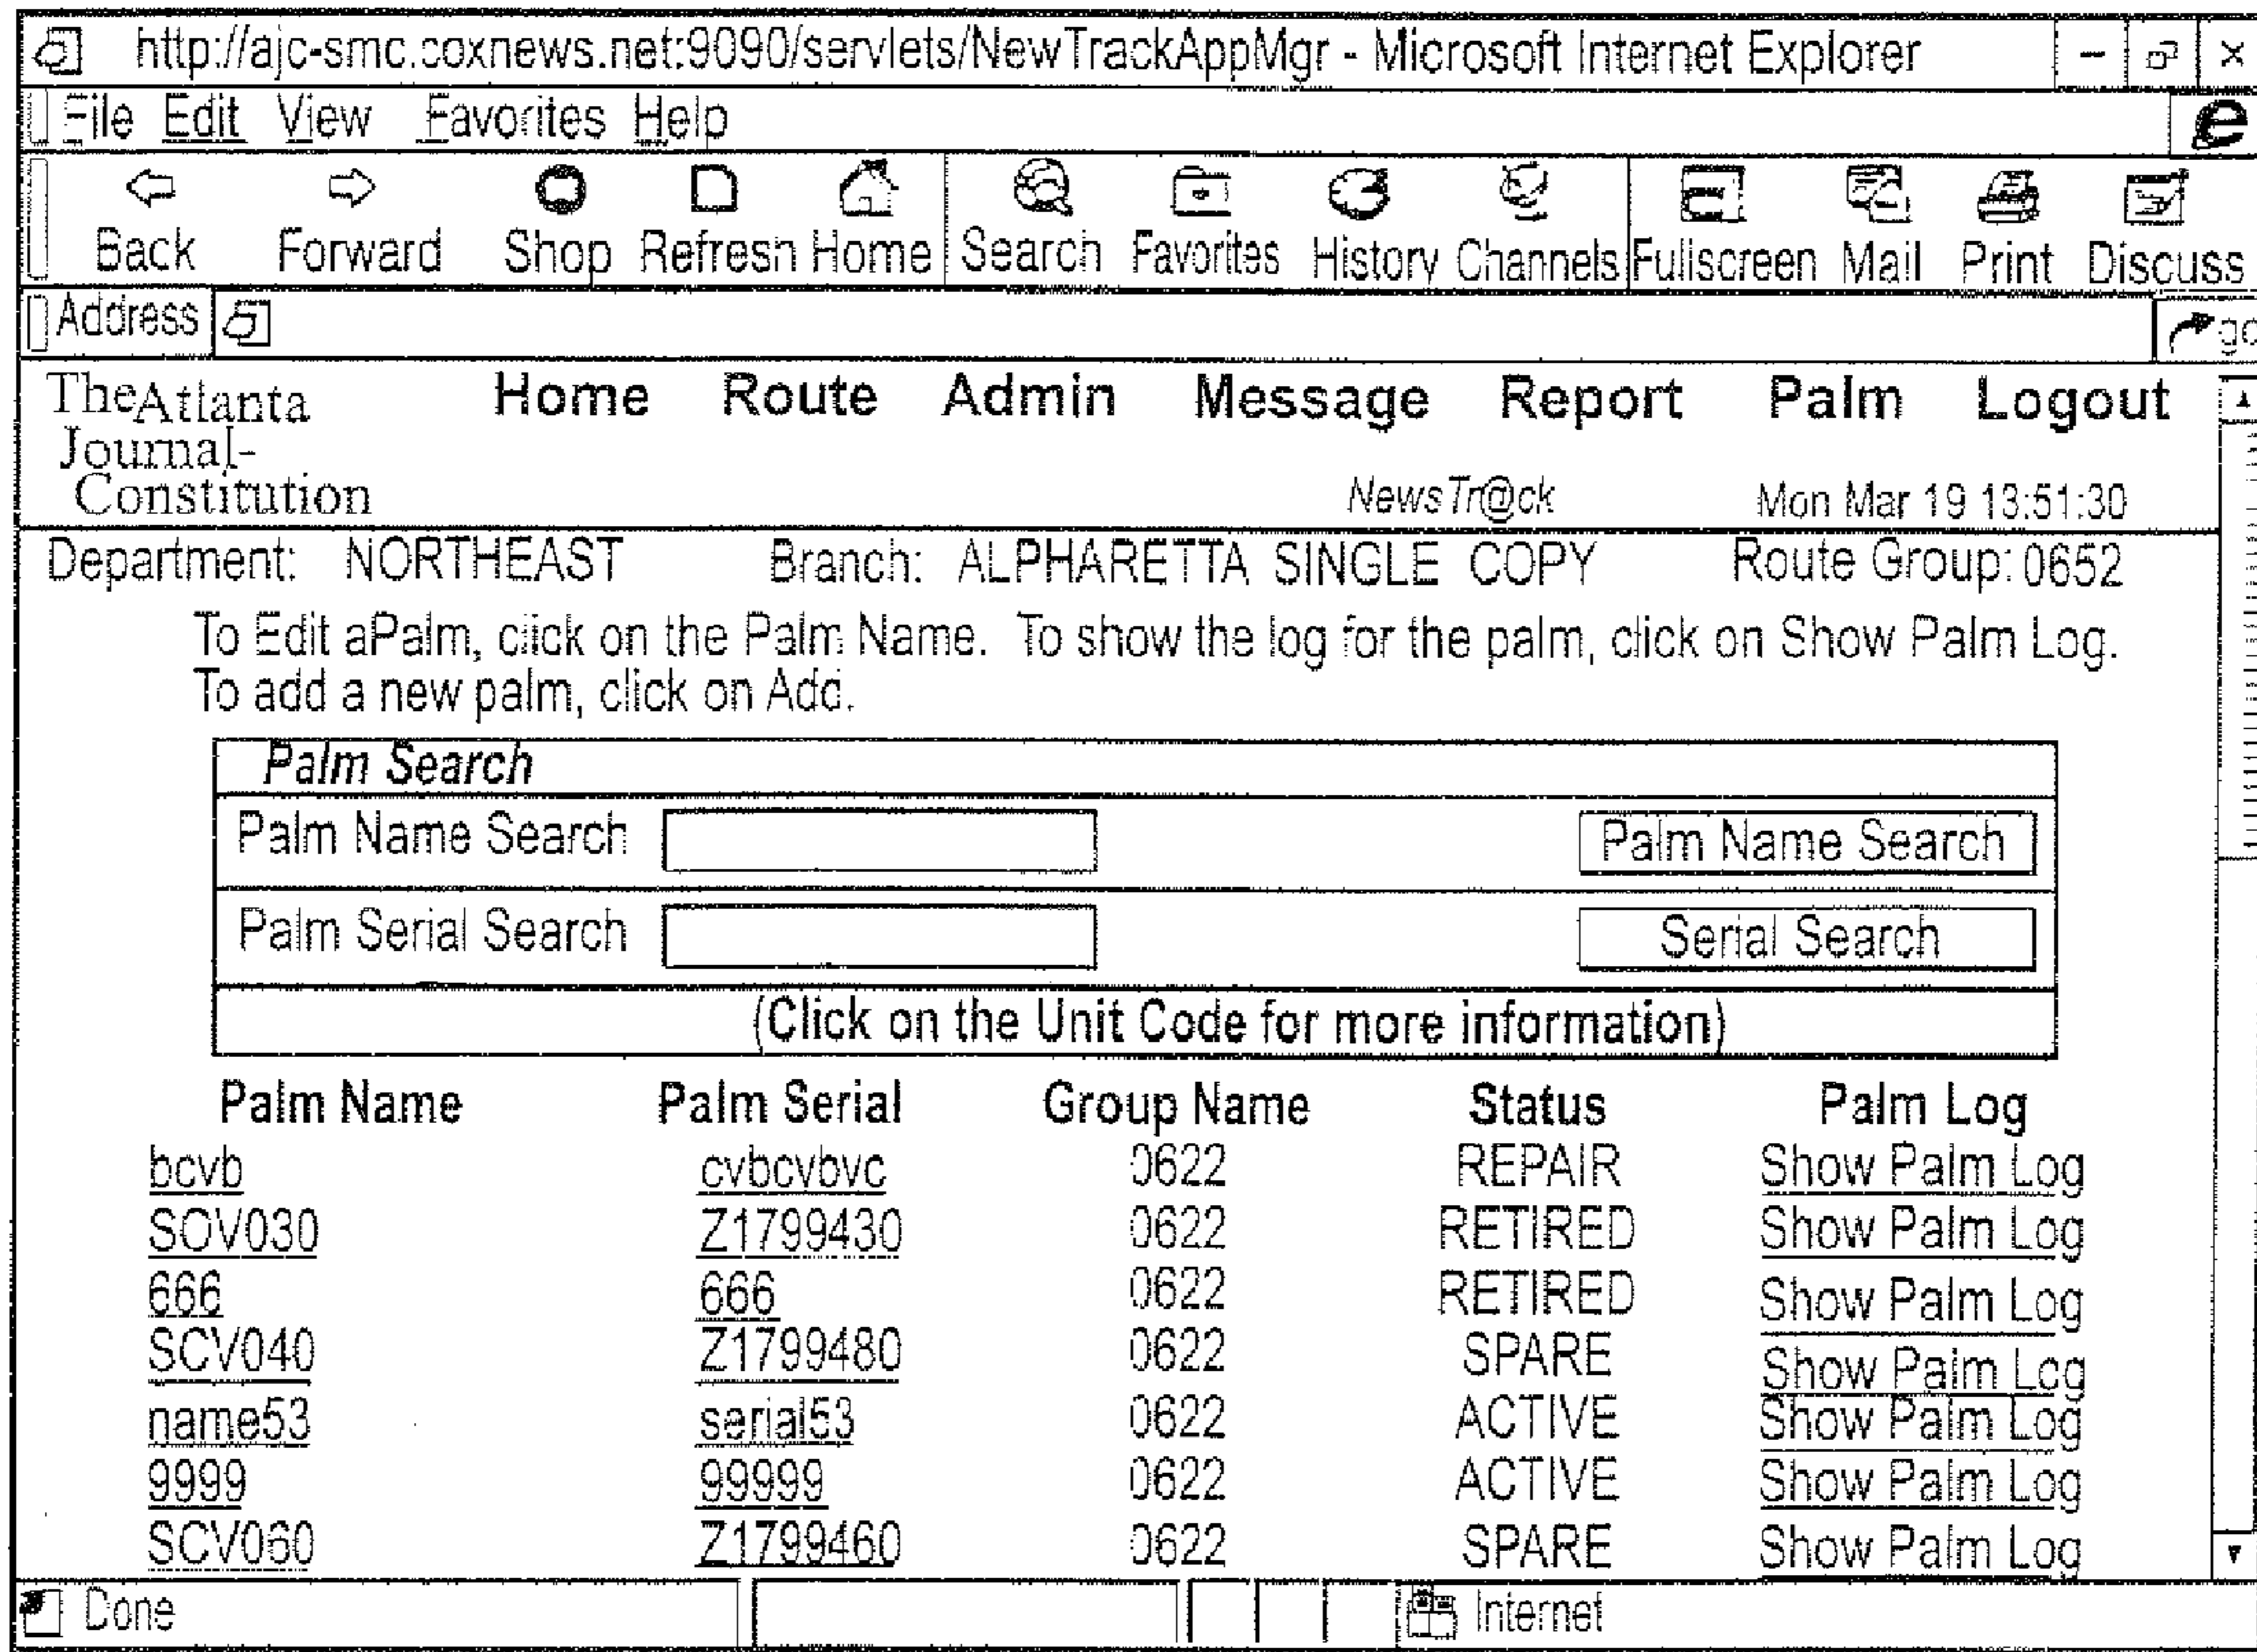 http://ajc-smc.coxnews.net:9090/servlets/NewTrackAppMgr - Microsoft Internet Explorer
File Edit View Favorites Help
Back Forward Shop Refresh Home Search Favorites History Channels Fullscreen Mail Print Discuss
Address go
The Atlanta Journal-Constitution
Home Route Admin Message Report Palm Logout
NewsTr@ck Mon Mar 19 13:51:30
Department: NORTHEAST Branch: ALPHARETTA SINGLE COPY Route Group: 0652
To Edit aPalm, click on the Palm Name. To show the log for the palm, click on Show Palm Log.
To add a new palm, click on Add.
Palm Search
Palm Name Search Palm Name Search
Palm Serial Search Serial Search
(Click on the Unit Code for more information)
Palm Name Palm Serial Group Name Status Palm Log
bcvb cvbcvbvc 0622 REPAIR Show Palm Log
SCV030 Z1799430 0622 RETIRED Show Palm Log
666 666 0622 RETIRED Show Palm Log
SCV040 Z1799480 0622 SPARE Show Palm Log
name53 serial53 0622 ACTIVE Show Palm Log
9999 99999 0622 ACTIVE Show Palm Log
SCV060 Z1799460 0622 SPARE Show Palm Log
Done Internet